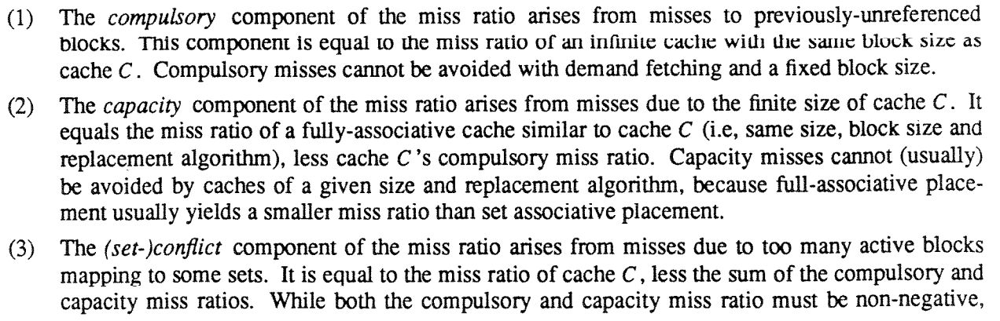 (1) The compulsory component of the miss ratio arises from misses to previously-unreferenced
blocks. This component is equal to the miss ratio of an infinite cache with the same block size as
cache C. Compulsory misses cannot be avoided with demand fetching and a fixed block size.
(2) The capacity component of the miss ratio arises from misses due to the finite size of cache C. It
equals the miss ratio of a fully-associative cache similar to cache C (i.e, same size, block size and
replacement algorithm), less cache C's compulsory miss ratio. Capacity misses cannot (usually)
be avoided by caches of a given size and replacement algorithm, because full-associative place-
ment usually yields a smaller miss ratio than set associative placement.
(3) The (set-)conflict component of the miss ratio arises from misses due to too many active blocks
mapping to some sets. It is equal to the miss ratio of cache C, less the sum of the compulsory and
capacity miss ratios. While both the compulsory and capacity miss ratio must be non-negative,